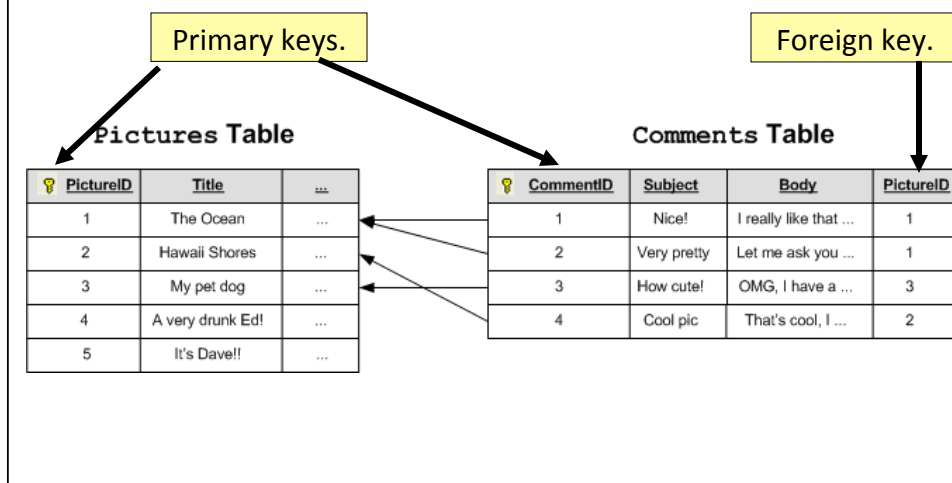 Primary keys.
Foreign key.
Pictures Table
Comments Table
PictureID Title ...
1 The Ocean ...
2 Hawaii Shores ...
3 My pet dog ...
4 A very drunk Ed! ...
5 It's Dave!! ...
CommentID Subject Body PictureID
1 Nice! I really like that ... 1
2 Very pretty Let me ask you ... 1
3 How cute! OMG, I have a ... 3
4 Cool pic That's cool, I ... 2